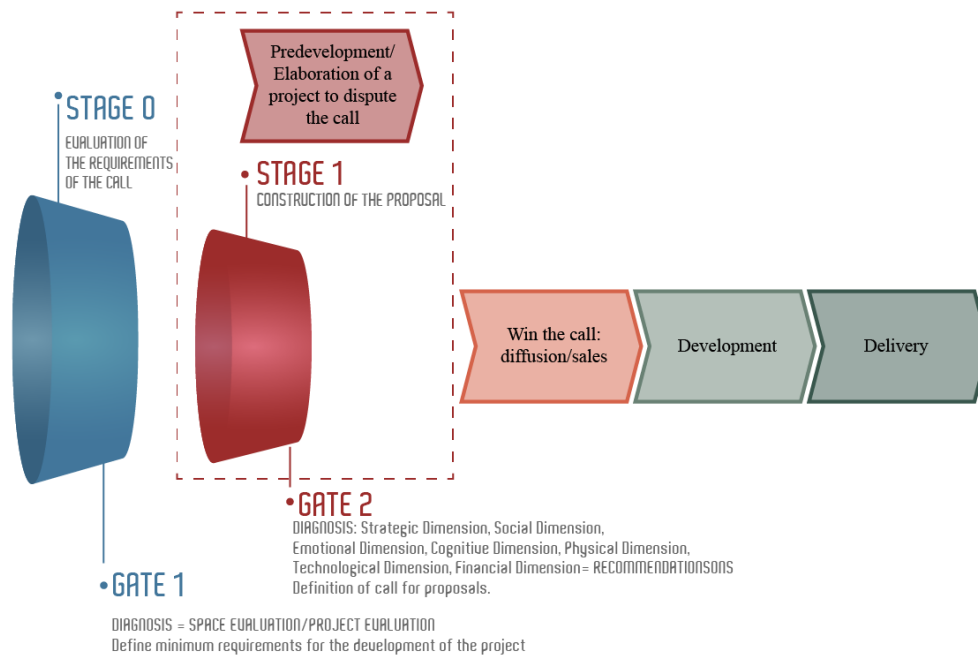 Predevelopment/
Elaboration of a
project to dispute
the call
STAGE 0
EVALUATION OF
THE REQUIREMENTS
OF THE CALL
STAGE 1
CONSTRUCTION OF THE PROPOSAL
Win the call:
diffusion/sales
Development
Delivery
GATE 2
DIAGNOSIS: Strategic Dimension, Social Dimension,
Emotional Dimension, Cognitive Dimension, Physical Dimension,
Technological Dimension, Financial Dimension= RECOMMENDATIONSONS
Definition of call for proposals.
GATE 1
DIAGNOSIS = SPACE EVALUATION/PROJECT EVALUATION
Define minimum requirements for the development of the project